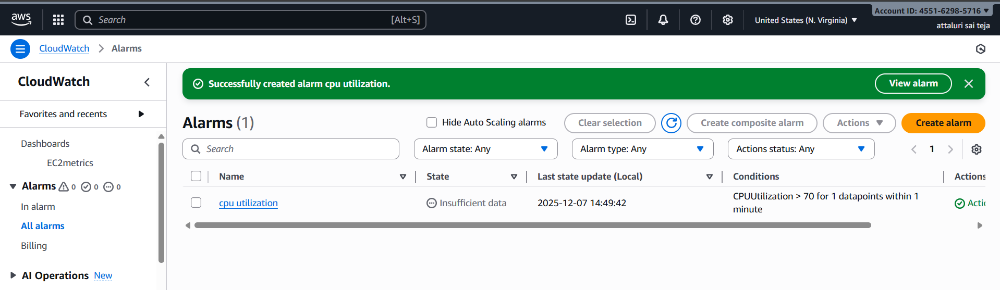 aws
Search
[Alt+S]
United States (N. Virginia)
Account ID: 4551-6298-5716
attaluri sai teja
CloudWatch
Alarms
CloudWatch
Favorites and recents
Dashboards
EC2metrics
Alarms 0 0 0
In alarm
All alarms
Billing
AI Operations New
Successfully created alarm cpu utilization.
View alarm
Alarms (1)
Hide Auto Scaling alarms
Clear selection
Create composite alarm
Actions
Create alarm
Search
Alarm state: Any
Alarm type: Any
Actions status: Any
1
Name
State
Last state update (Local)
Conditions
Actions
cpu utilization
Insufficient data
2025-12-07 14:49:42
CPUUtilization > 70 for 1 datapoints within 1
minute
Actic